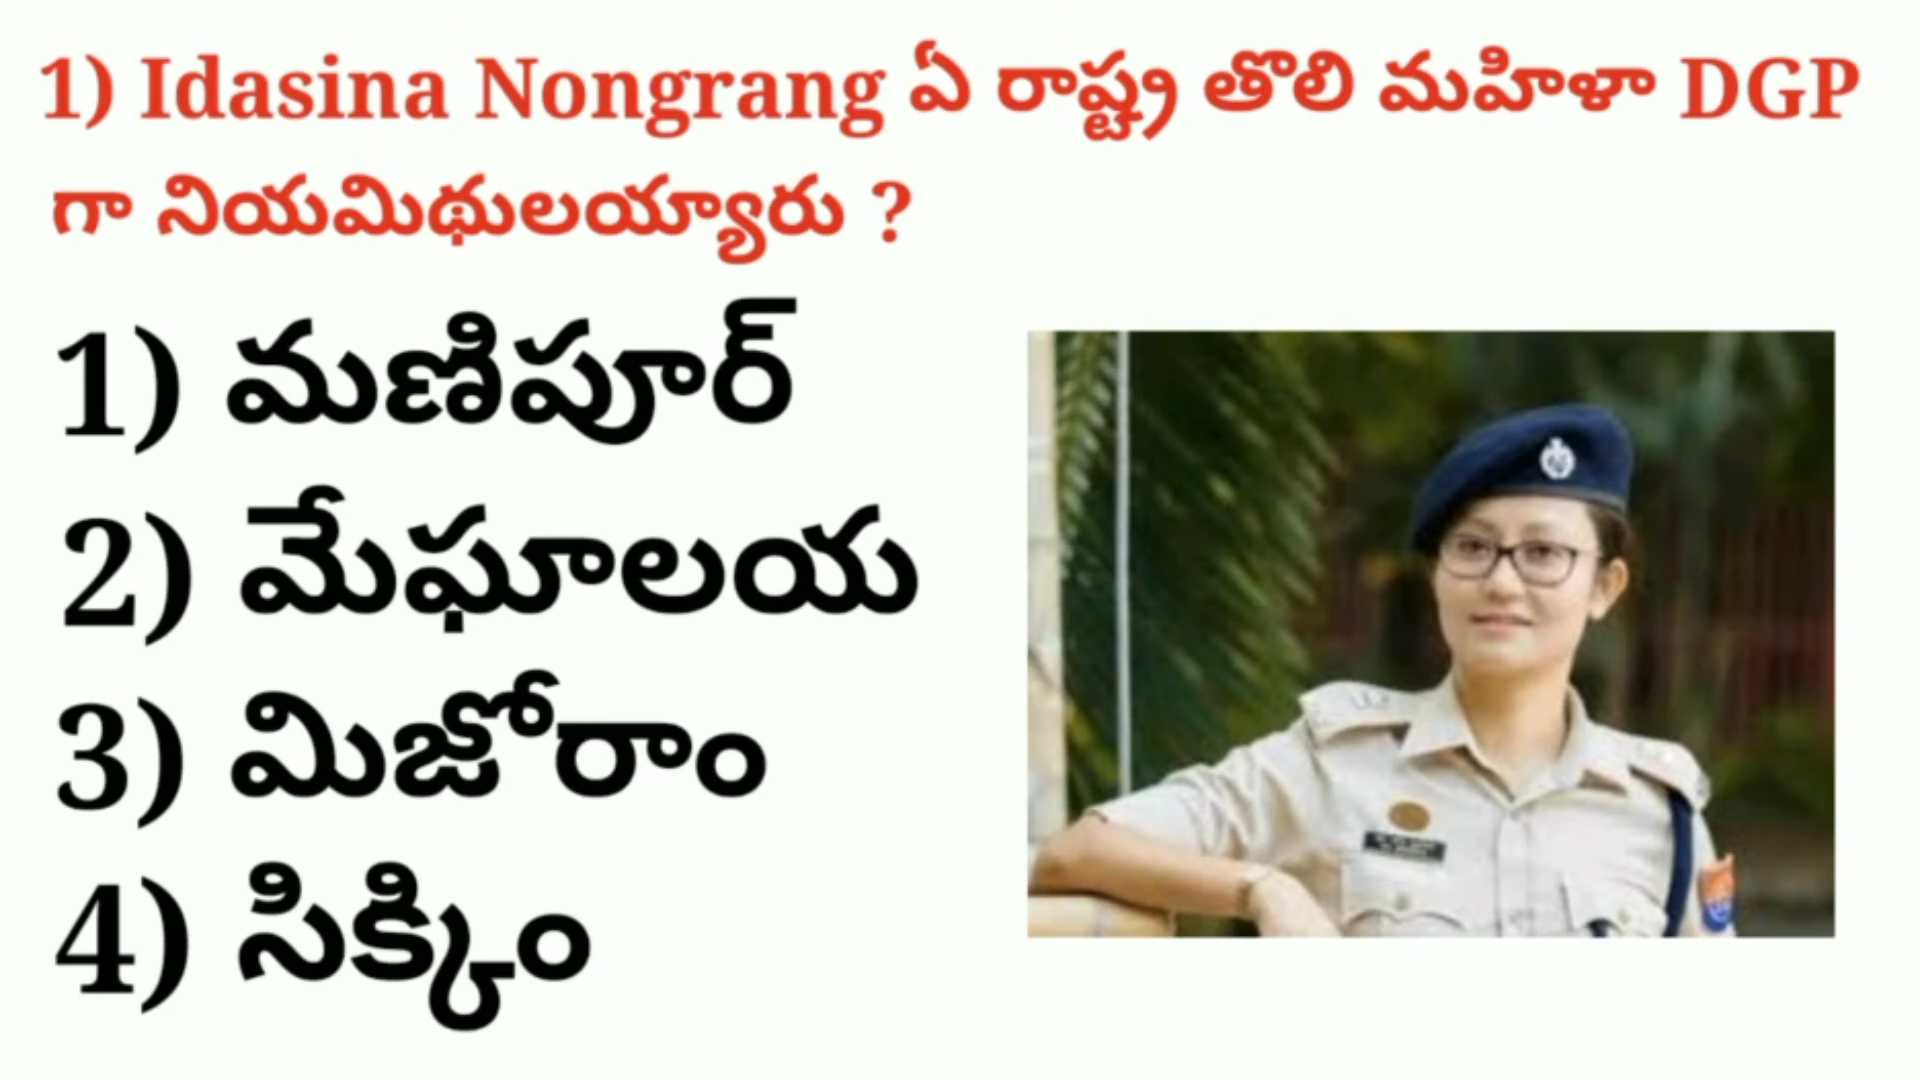 1) Idasina Nongrang ఏ రాష్ట్ర తొలి మహిళా DGP
గా నియమిథులయ్యారు ?
1) మణిపూర్
2) మేఘాలయ
3) మిజోరాం
4) సిక్కిం